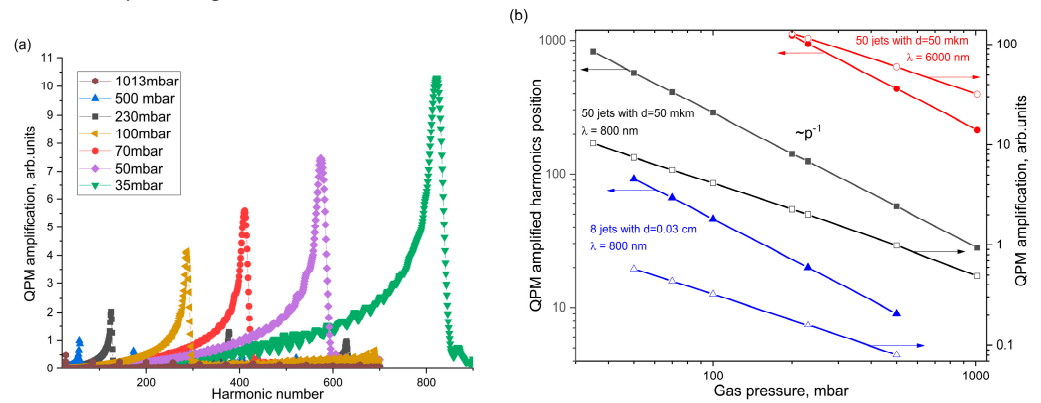 (a)
QPM amplification, arb.units
11
10
9
8
7
6
5
4
3
2
1
0
1013mbar
500 mbar
230mbar
100mbar
70mbar
50mbar
35mbar
200
400
600
800
Harmonic number
(b)
QPM amplified harmonics position
1000
100
10
50 jets with d=50 mkm
λ = 6000 nm
50 jets with d=50 mkm
λ = 800 nm
~p⁻¹
8 jets with d=0.03 cm
λ = 800 nm
100
10
1
0.1
QPM amplification, arb.units
100
1000
Gas pressure, mbar